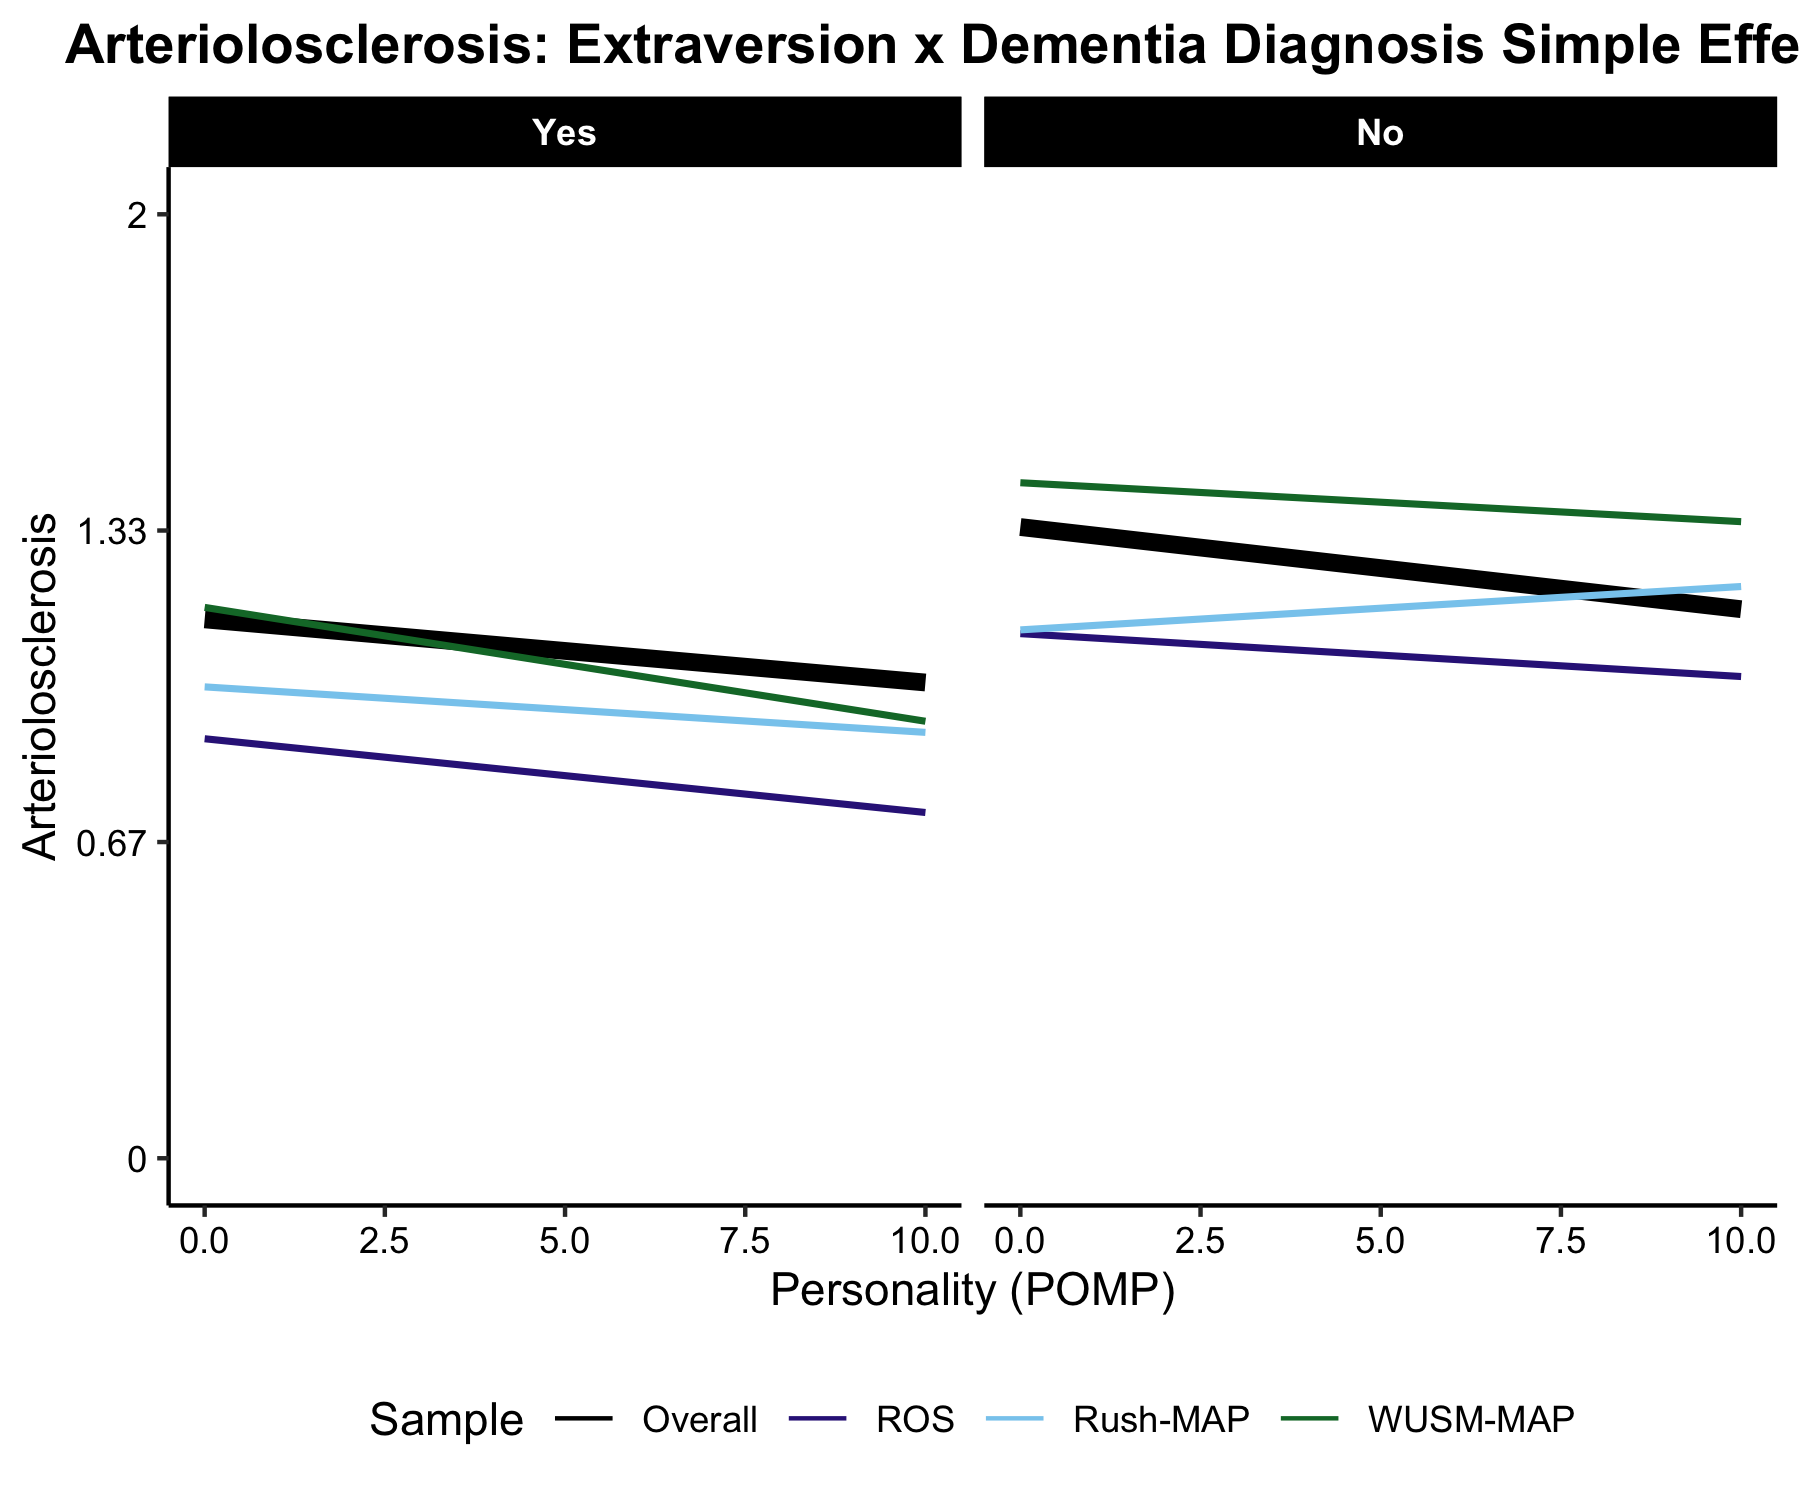 Arteriolosclerosis: Extraversion x Dementia Diagnosis Simple Effe
Yes
No
Arteriolosclerosis
2
1.33
0.67
0
0.0 2.5 5.0 7.5 10.0
0.0 2.5 5.0 7.5 10.0
Personality (POMP)
Sample Overall ROS Rush-MAP WUSM-MAP